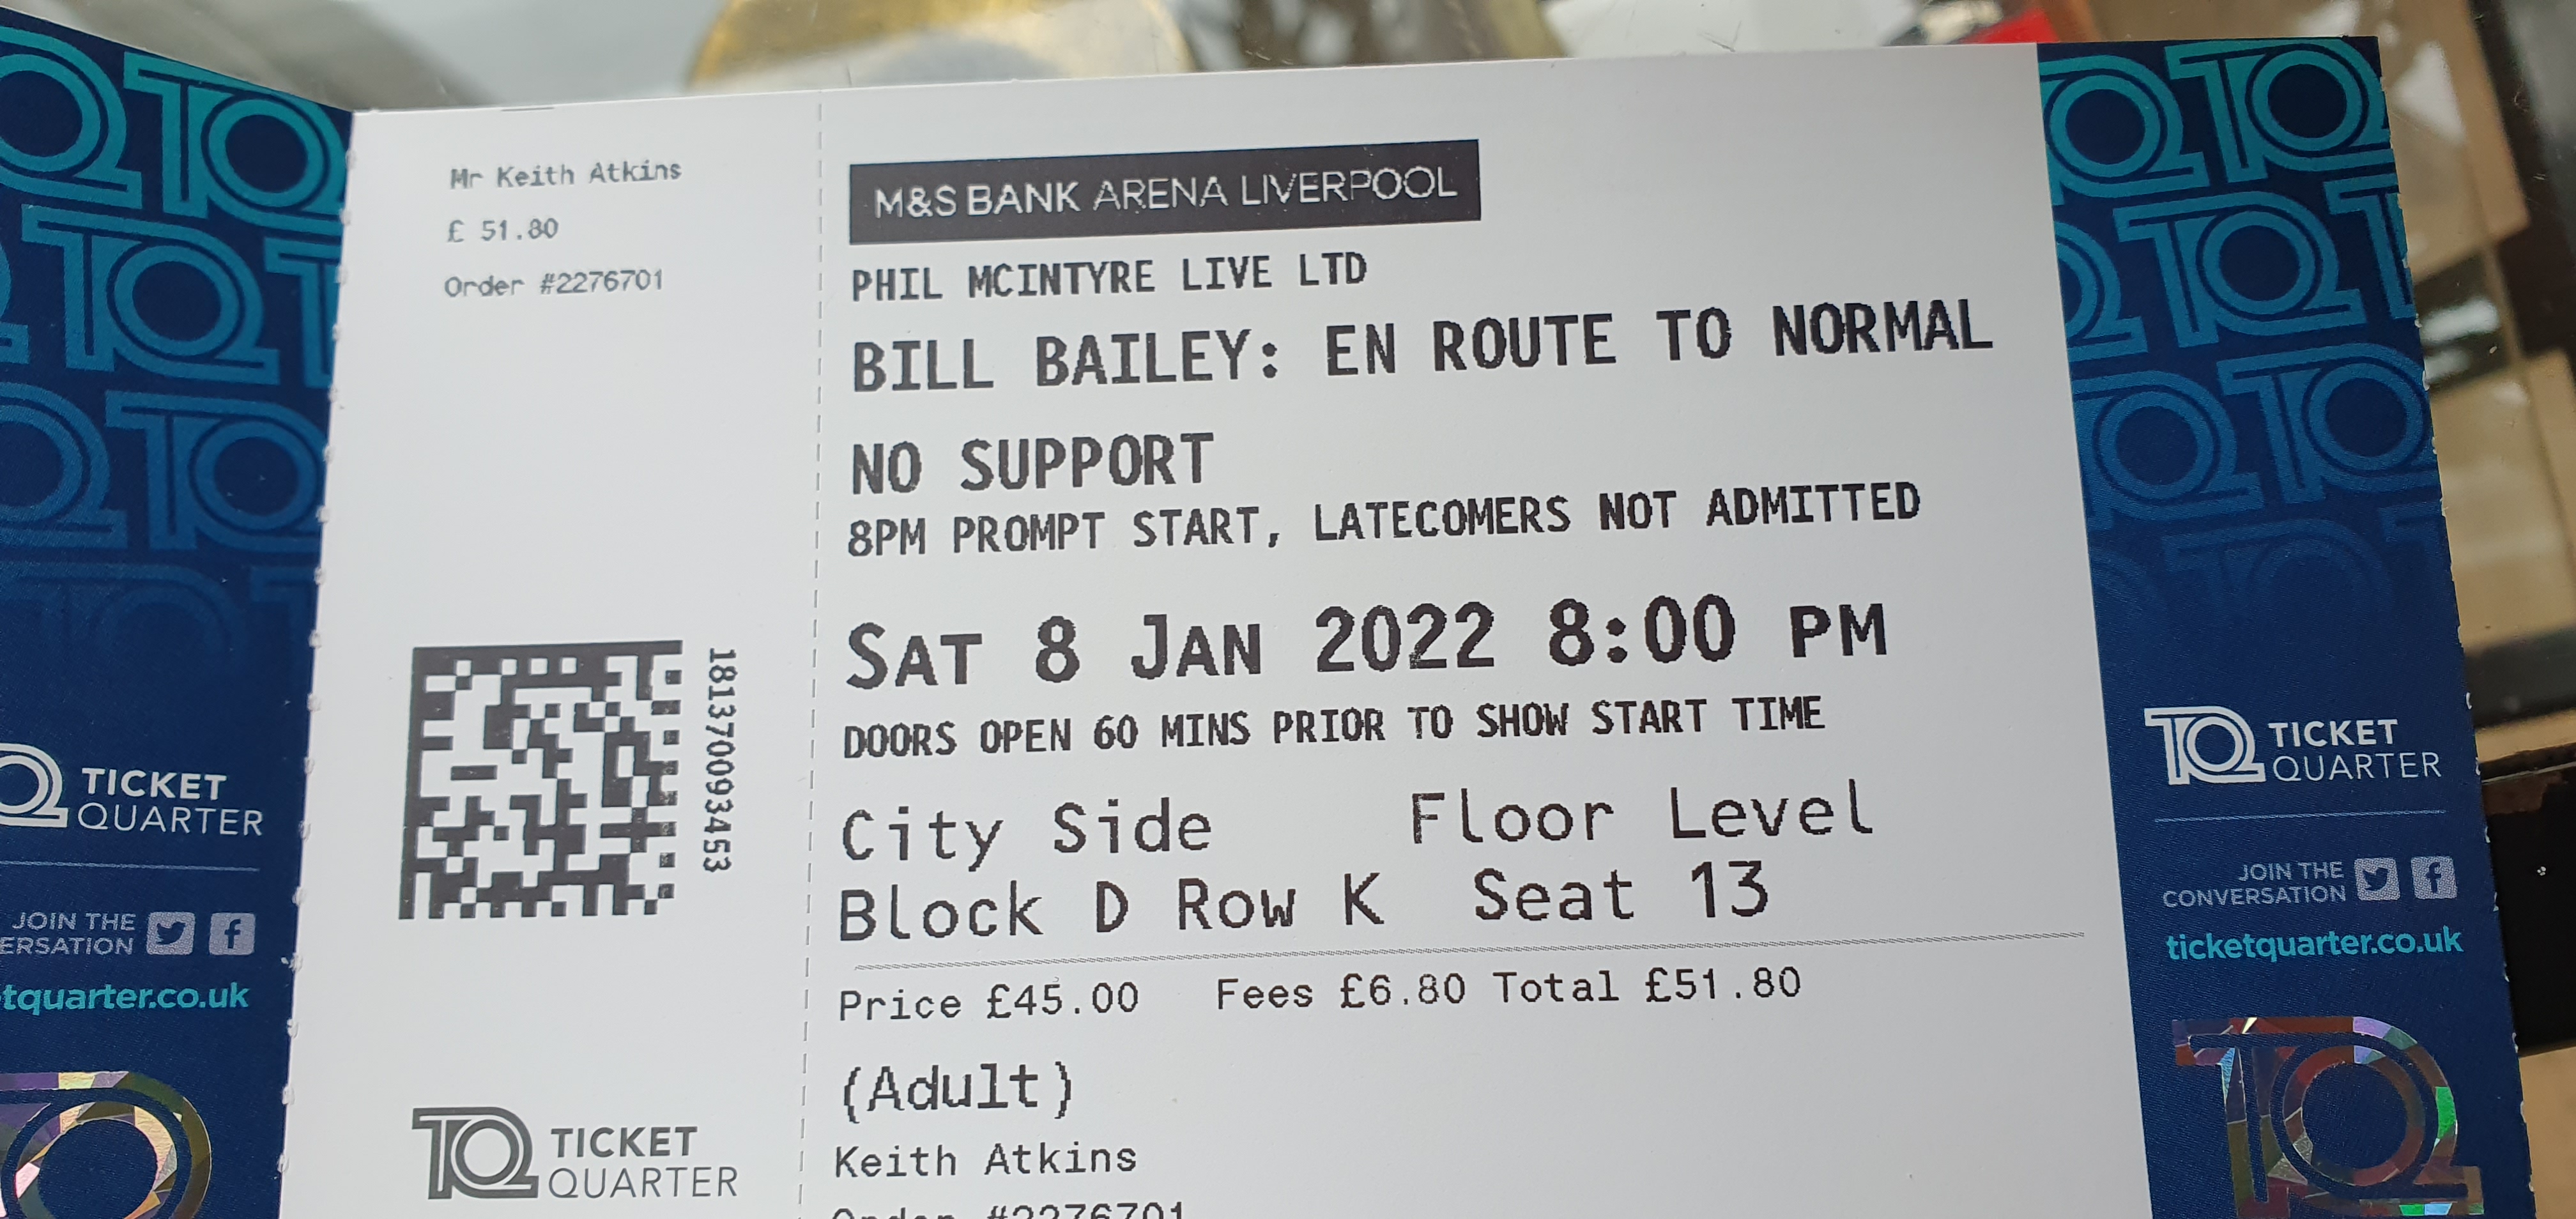 Mr Keith Atkins
£ 51.80
Order #2276701
181370093453
TICKET
QUARTER
M&S BANK ARENA LIVERPOOL
PHIL MCINTYRE LIVE LTD
BILL BAILEY: EN ROUTE TO NORMAL
NO SUPPORT
8PM PROMPT START, LATECOMERS NOT ADMITTED
SAT 8 JAN 2022 8:00 PM
DOORS OPEN 60 MINS PRIOR TO SHOW START TIME
City Side Floor Level
Block D Row K Seat 13
Price £45.00 Fees £6.80 Total £51.80
(Adult)
Keith Atkins
Order #2276701
TICKET
QUARTER
JOIN THE
ERSATION
tquarter.co.uk
TICKET
QUARTER
JOIN THE
CONVERSATION
ticketquarter.co.uk